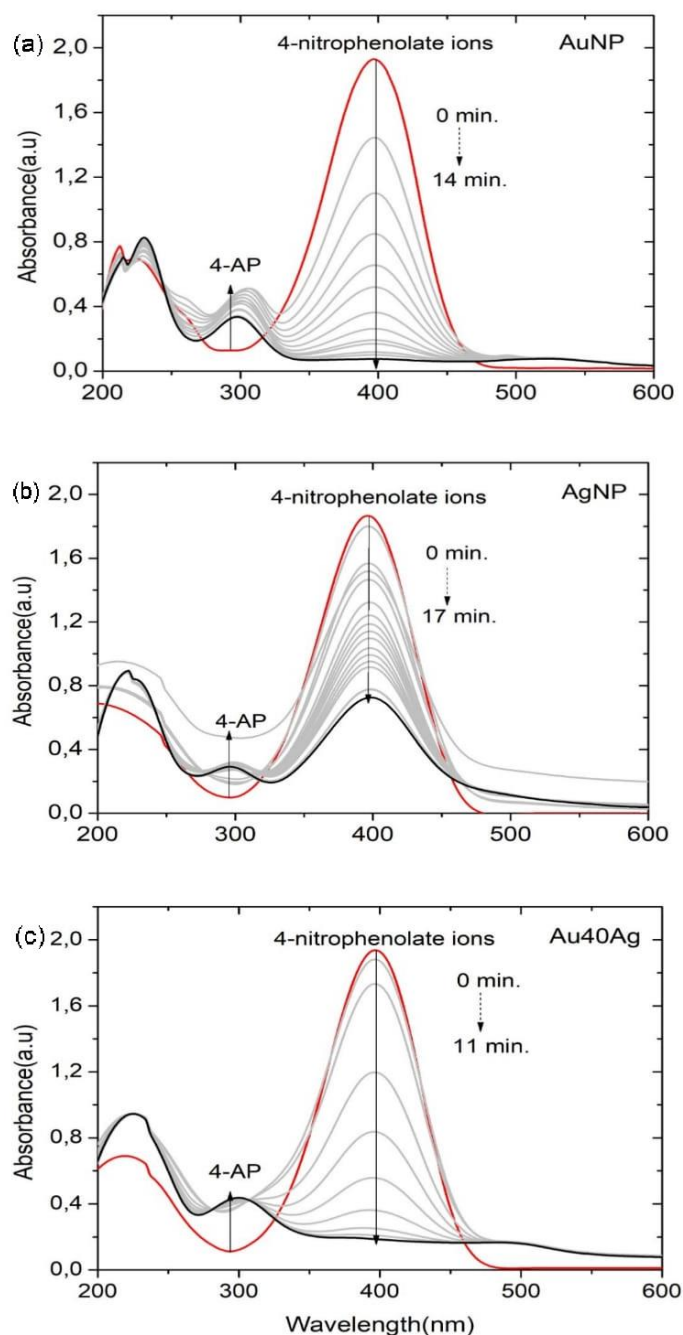 (a)
4-nitrophenolate ions
AuNP
0 min.
14 min.
4-AP
Absorbance(a.u)
2,0
1,6
1,2
0,8
0,4
0,0
200
300
400
500
600
(b)
4-nitrophenolate ions
AgNP
0 min.
17 min.
4-AP
Absorbance(a.u)
2,0
1,6
1,2
0,8
0,4
0,0
200
300
400
500
600
(c)
4-nitrophenolate ions
Au40Ag
0 min.
11 min.
4-AP
Absorbance(a.u)
2,0
1,6
1,2
0,8
0,4
0,0
200
300
400
500
600
Wavelength(nm)